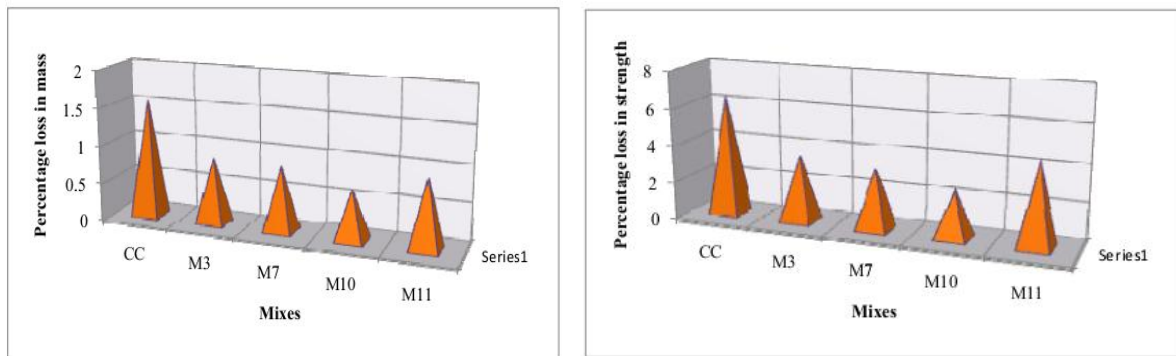 Percentage loss in mass
2
1.5
1
0.5
0
CC
M3
M7
M10
M11
Series1
Mixes
Percentage loss in strength
8
6
4
2
0
CC
M3
M7
M10
M11
Series1
Mixes